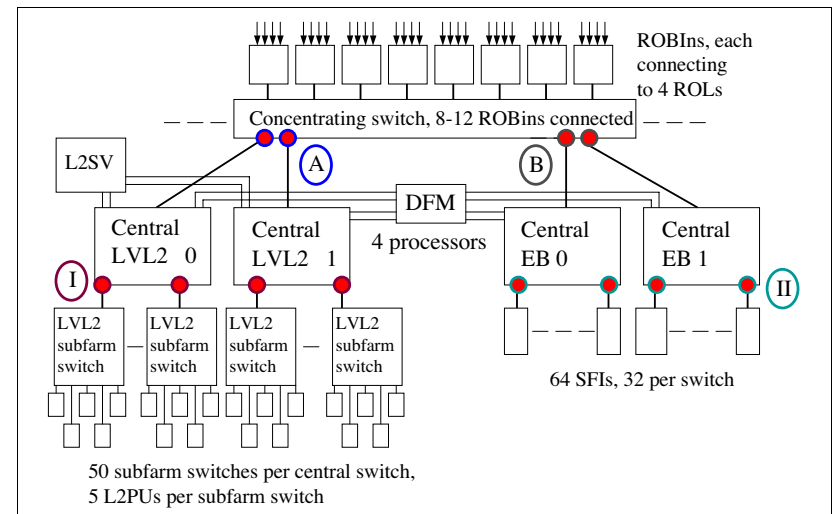 ROBIns, each
connecting
to 4 ROLs
Concentrating switch, 8-12 ROBins connected
A
B
L2SV
DFM
4 processors
Central
LVL2 0
Central
LVL2 1
Central
EB 0
Central
EB 1
I
II
LVL2
subfarm
switch
LVL2
subfarm
switch
LVL2
subfarm
switch
LVL2
subfarm
switch
64 SFIs, 32 per switch
50 subfarm switches per central switch,
5 L2PUs per subfarm switch